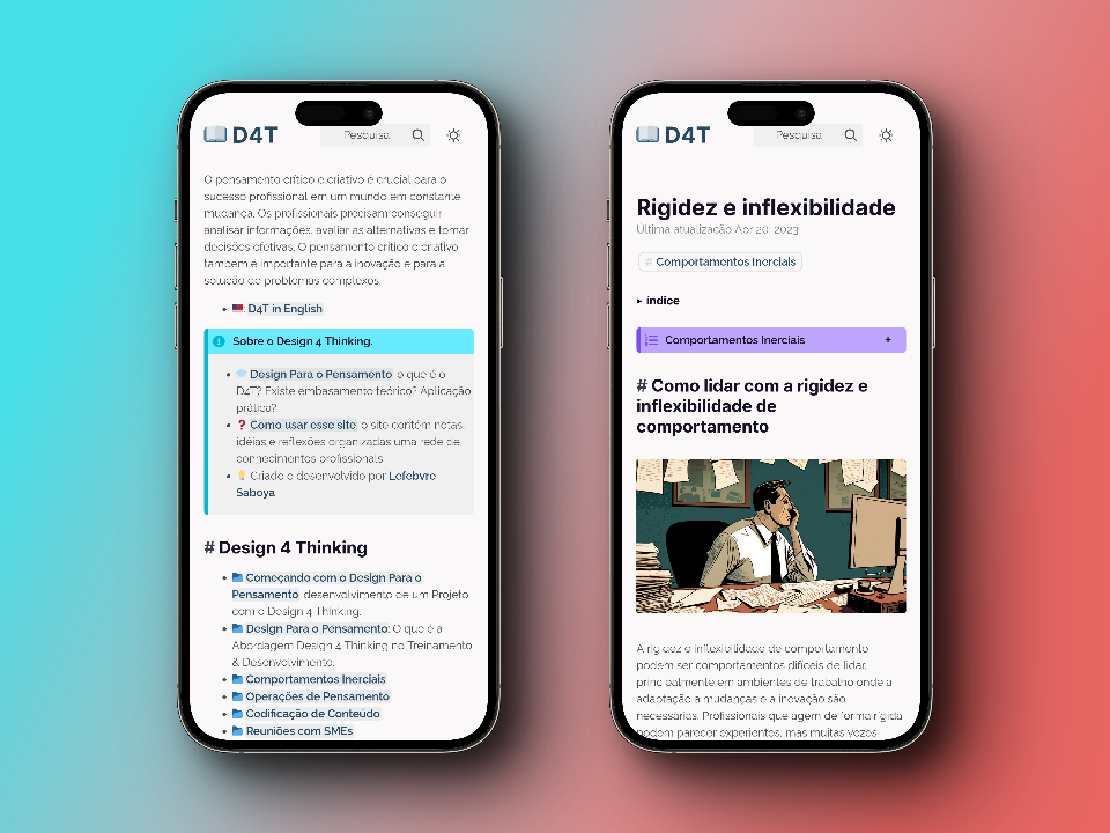 D4T
Pesquisa
O pensamento crítico e criativo é crucial para o
sucesso profissional em um mundo em constante
mudança. Os profissionais precisam conseguir
analisar informações, avaliar as alternativas e tomar
decisões efetivas. O pensamento crítico e criativo
também é importante para a inovação e para a
solução de problemas complexos.
D4T in English
Sobre o Design 4 Thinking.
Design Para o Pensamento: o que é o
D4T? Existe embasamento teórico? Aplicação
prática?
Como usar esse site: o site contém notas,
idéias e reflexões organizadas uma rede de
conhecimentos profissionais.
Criado e desenvolvido por Lefebvre
Saboya
# Design 4 Thinking
Começando com o Design Para o
Pensamento: desenvolvimento de um Projeto
com o Design 4 Thinking.
Design Para o Pensamento: O que é a
Abordagem Design 4 Thinking no Treinamento
& Desenvolvimento.
Comportamentos Inerciais
Operações de Pensamento
Codificação de Conteúdo
Reuniões com SMEs
D4T
Pesquisa
Rigidez e inflexibilidade
Última atualização Apr 20, 2023
# Comportamentos Inerciais
▸ índice
Comportamentos Inerciais +
# Como lidar com a rigidez e
inflexibilidade de
comportamento
A rigidez e inflexibilidade de comportamento
podem ser comportamentos difíceis de lidar,
principalmente em ambientes de trabalho onde a
adaptação a mudanças e a inovação são
necessárias. Profissionais que agem de forma rígida
podem parecer experientes, mas muitas vezes